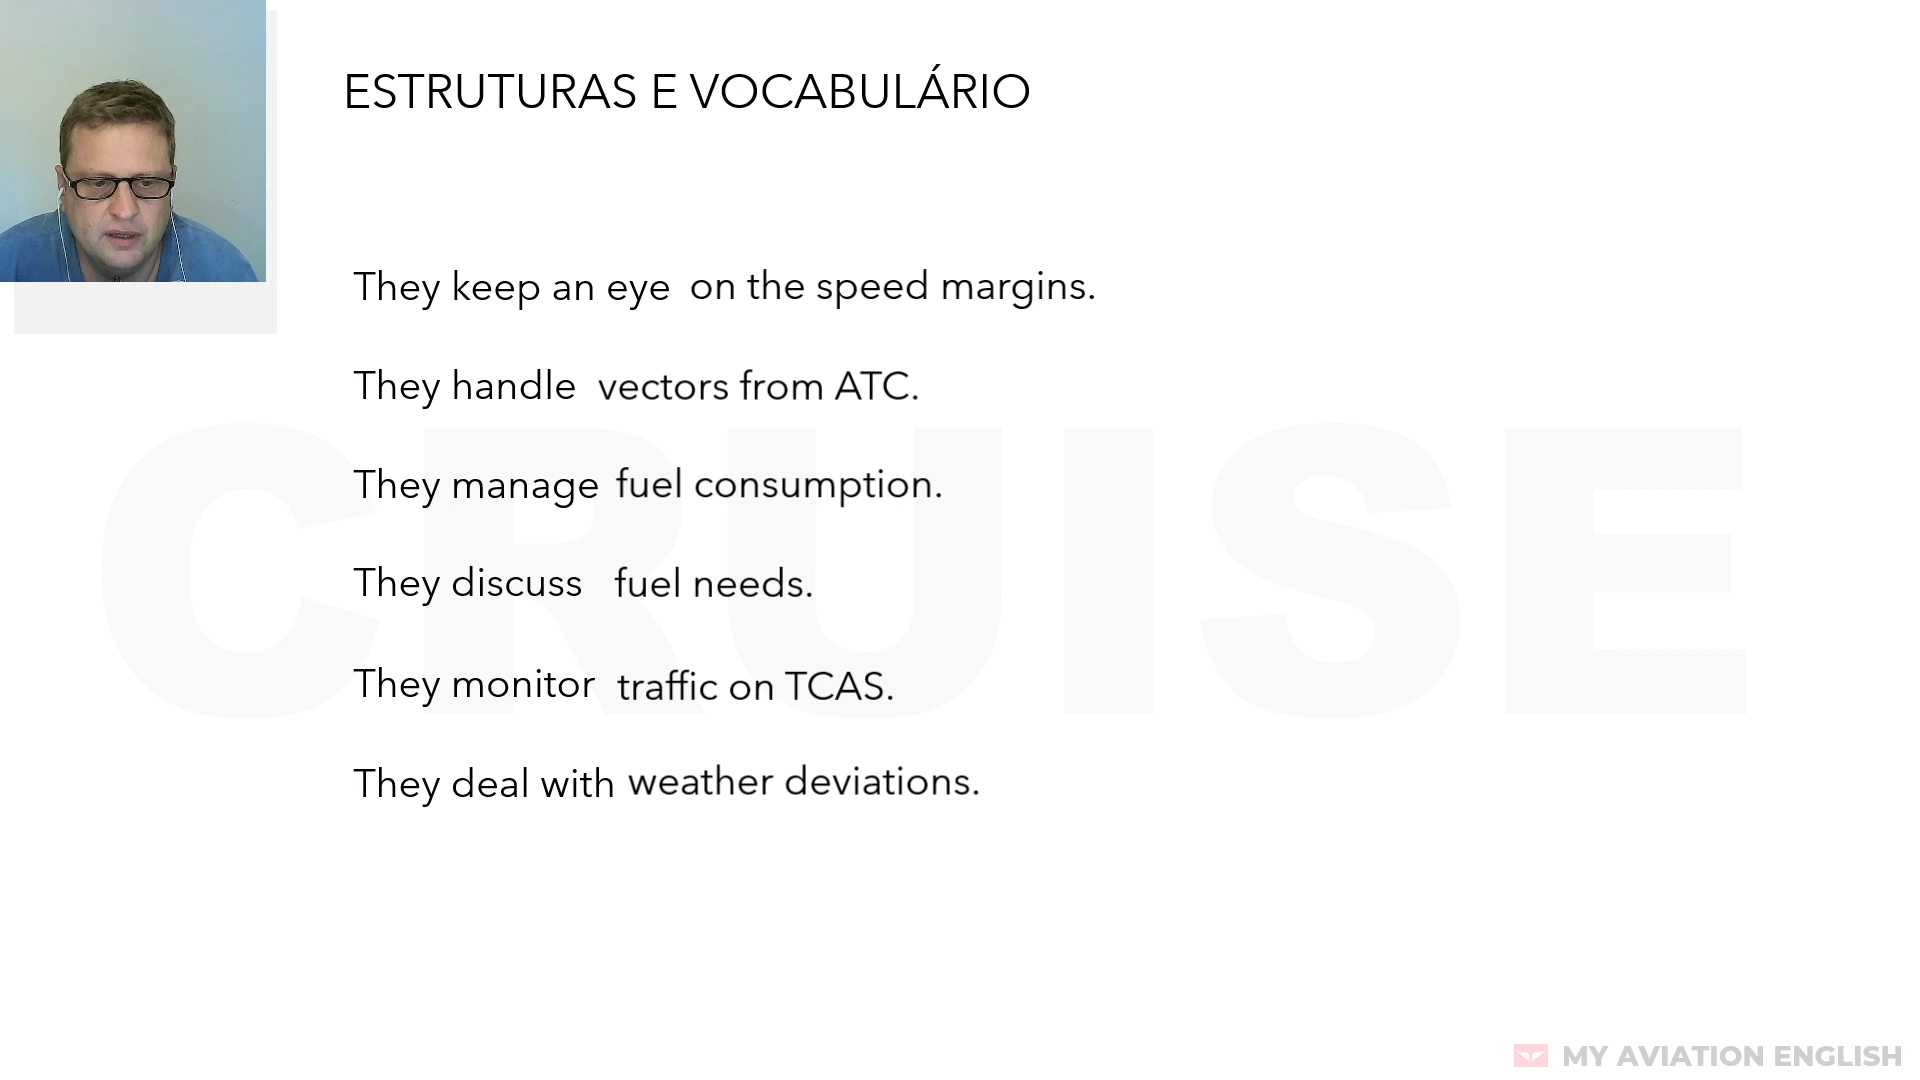 ESTRUTURAS E VOCABULÁRIO
They keep an eye on the speed margins.
They handle vectors from ATC.
They manage fuel consumption.
They discuss fuel needs.
They monitor traffic on TCAS.
They deal with weather deviations.
CRUISE
MY AVIATION ENGLISH